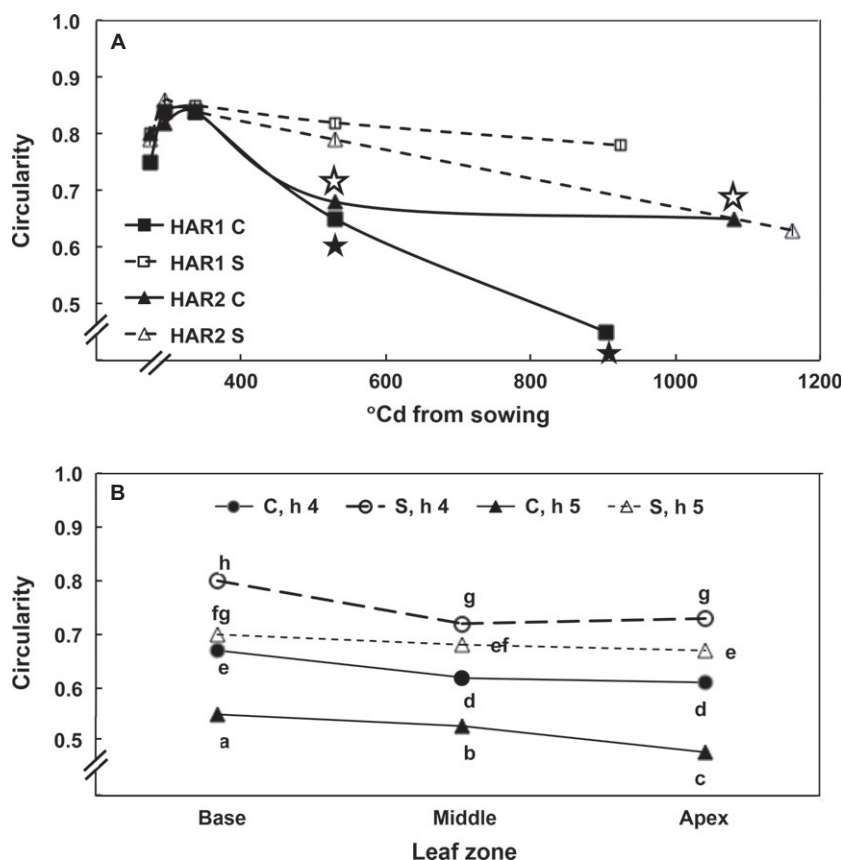 A
1.0
0.9
0.8
0.7
0.6
0.5
Circularity
HAR1 C
HAR1 S
HAR2 C
HAR2 S
400 600 800 1000 1200
°Cd from sowing
B
1.0
0.9
0.8
0.7
0.6
0.5
Circularity
C, h 4 S, h 4 C, h 5 S, h 5
h g g
fg ef e
e d d
a b c
Base Middle Apex
Leaf zone